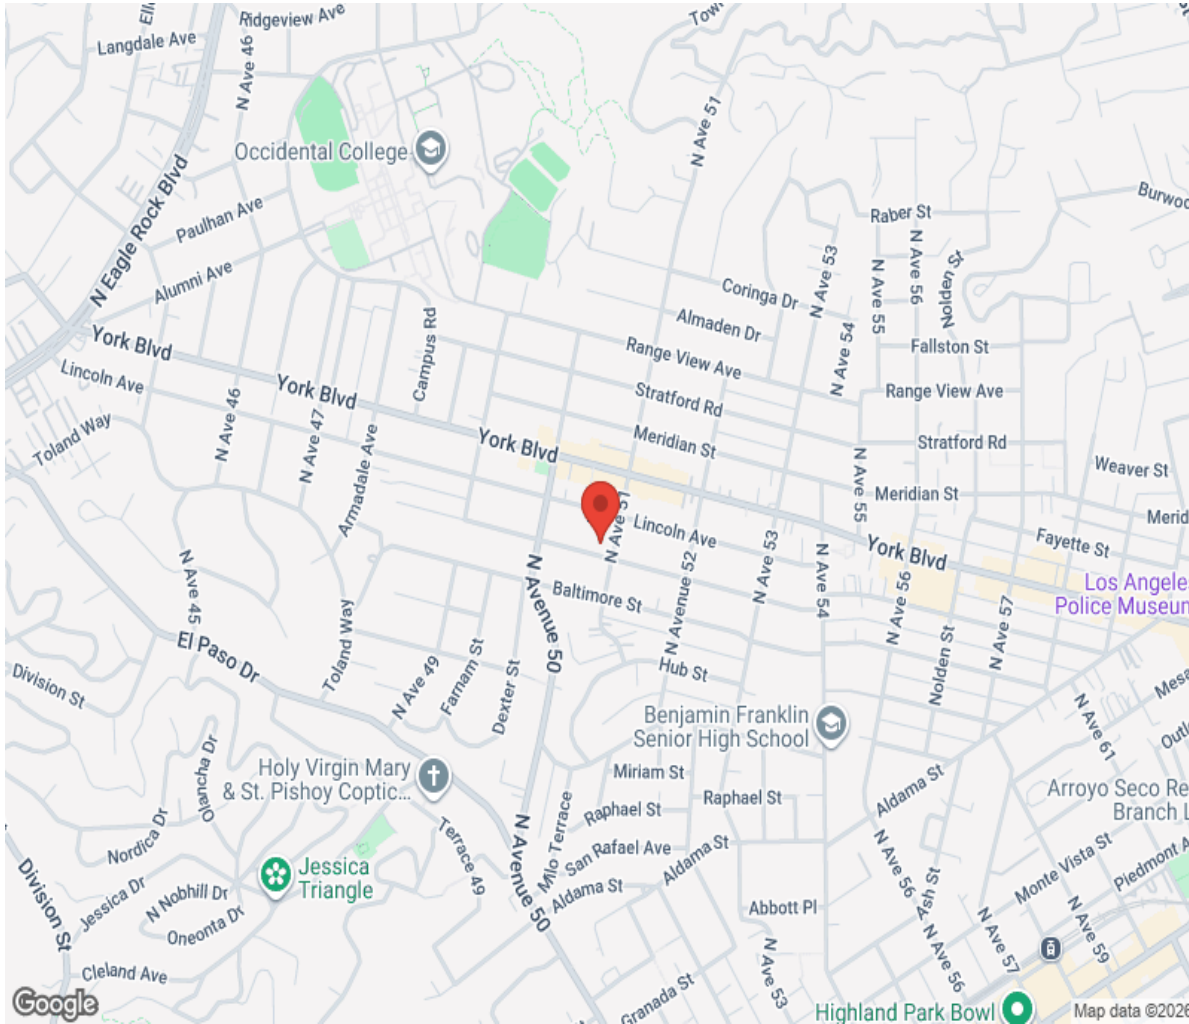 Ridgeview Ave
Langdale Ave
N Ave 46
Town
N Ave 51
Occidental College
N Eagle Rock Blvd
Paulhan Ave
Alumni Ave
Burwoo
Raber St
N Ave 53
N Ave 55
N Ave 56
Nolden St
Coringa Dr
Almaden Dr
Range View Ave
N Ave 54
Fallston St
Range View Ave
York Blvd
Lincoln Ave
Campus Rd
York Blvd
Stratford Rd
Stratford Rd
Toland Way
N Ave 46
N Ave 47
Armadale Ave
York Blvd
Meridian St
N Ave 55
Weaver St
Meridian St
Merid
N Ave 51
Lincoln Ave
Fayette St
York Blvd
N Ave 45
N Avenue 50
Baltimore St
N Avenue 52
N Ave 53
N Ave 54
N Ave 56
N Ave 57
Los Angeles
Police Museum
El Paso Dr
Toland Way
N Ave 49
Farnam St
Dexter St
Hub St
Nolden St
Division St
Mesa
N Ave 61
Outlo
Benjamin Franklin
Senior High School
Olancha Dr
Holy Virgin Mary
& St. Pishoy Coptic...
Miriam St
Raphael St
Raphael St
Aldama St
Arroyo Seco Re
Branch L
Nordica Dr
Terrace 49
N Avenue 50
Milo Terrace
San Rafael Ave
Aldama St
Aldama St
N Ave 56
Ash St
Monte Vista St
Piedmont A
Jessica
Triangle
Division St
Jessica Dr
N Nobhill Dr
Oneonta Dr
Abbott Pl
N Ave 53
N Ave 56
N Ave 57
N Ave 59
Cleland Ave
Granada St
Highland Park Bowl
Google
Map data ©2026